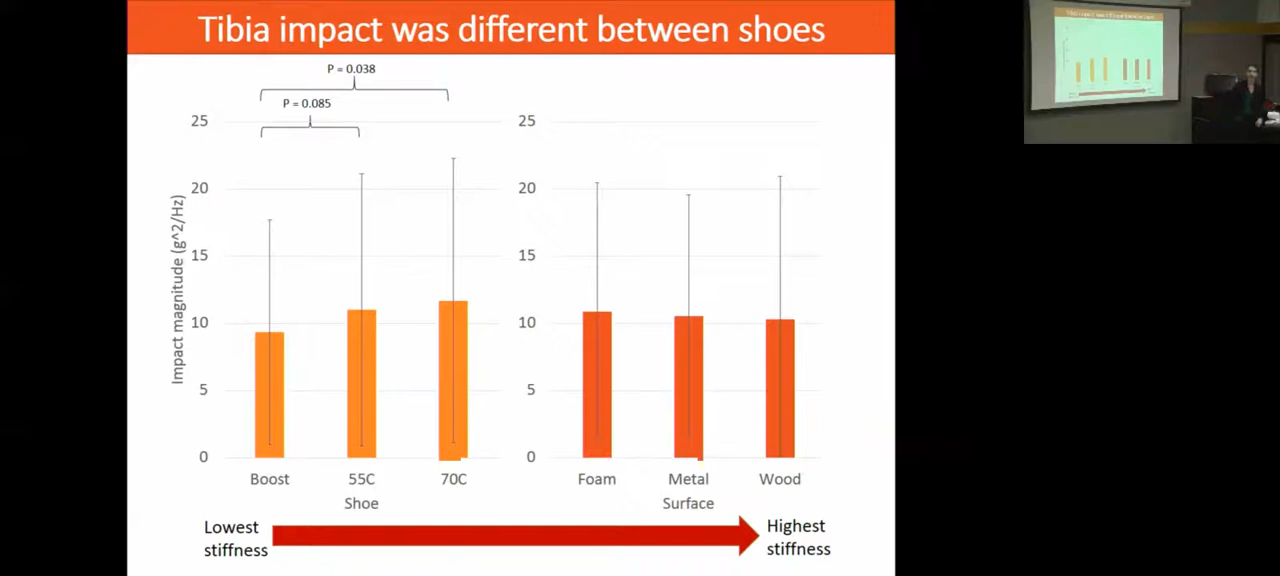 Tibia impact was different between shoes
P = 0.038
P = 0.085
25
20
15
10
5
0
Impact magnitude (g^2/Hz)
Boost 55C 70C
Shoe
25
20
15
10
5
0
Foam Metal Wood
Surface
Lowest
stiffness
Highest
stiffness